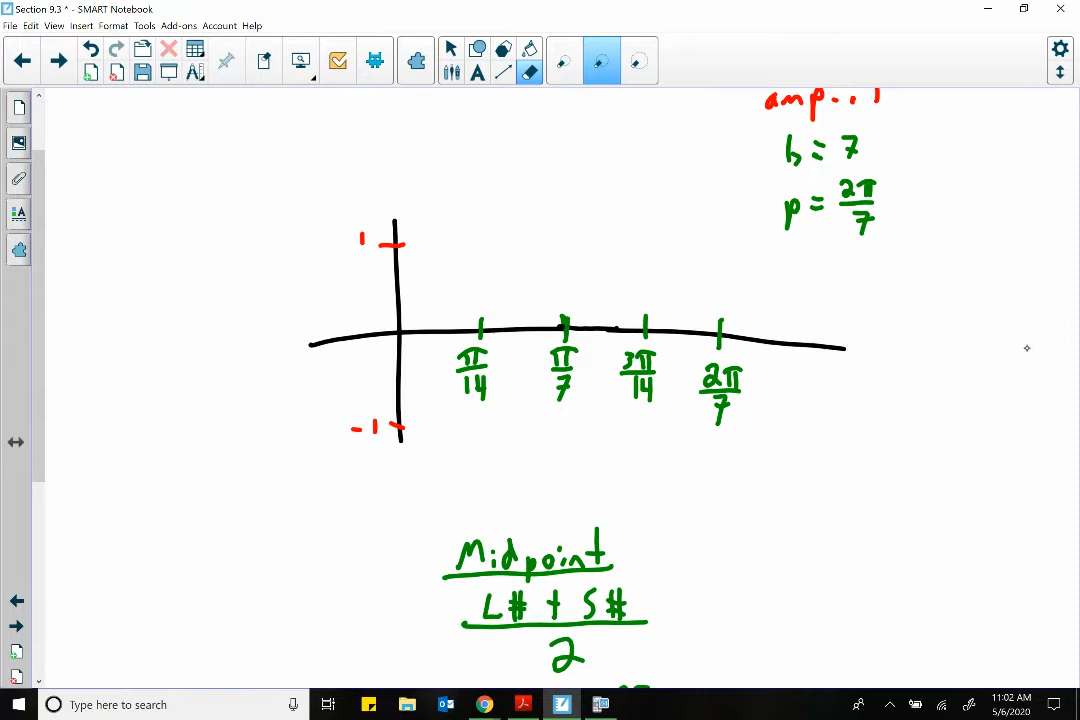 Section 9.3 * - SMART Notebook
File Edit View Insert Format Tools Add-ons Account Help
amp... 1
b = 7
p = 2π/7
1
π/14 π/7 3π/14 2π/7
-1
Midpoint
L# + S#
2
Type here to search
11:02 AM
5/6/2020